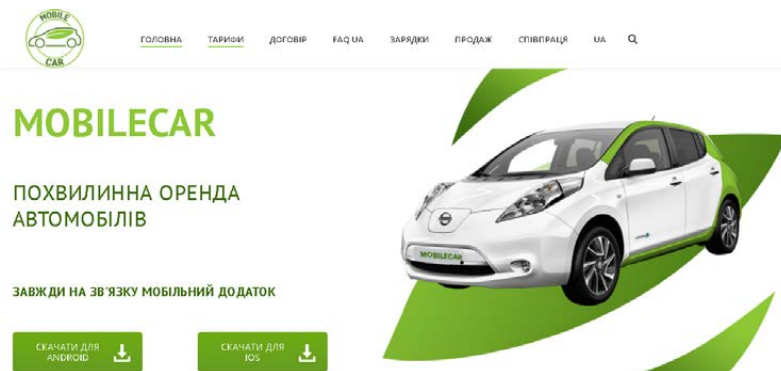 MOBILE
CAR
ГОЛОВНА ТАРИФИ ДОГОВІР FAQ UA ЗАРЯДКИ ПРОДАЖ СПІВПРАЦЯ UA
MOBILECAR
ПОХВИЛИННА ОРЕНДА
АВТОМОБІЛІВ
MOBILECAR
ЗАВЖДИ НА ЗВ'ЯЗКУ МОБІЛЬНИЙ ДОДАТОК
СКАЧАТИ ДЛЯ
ANDROID
СКАЧАТИ ДЛЯ
IOS